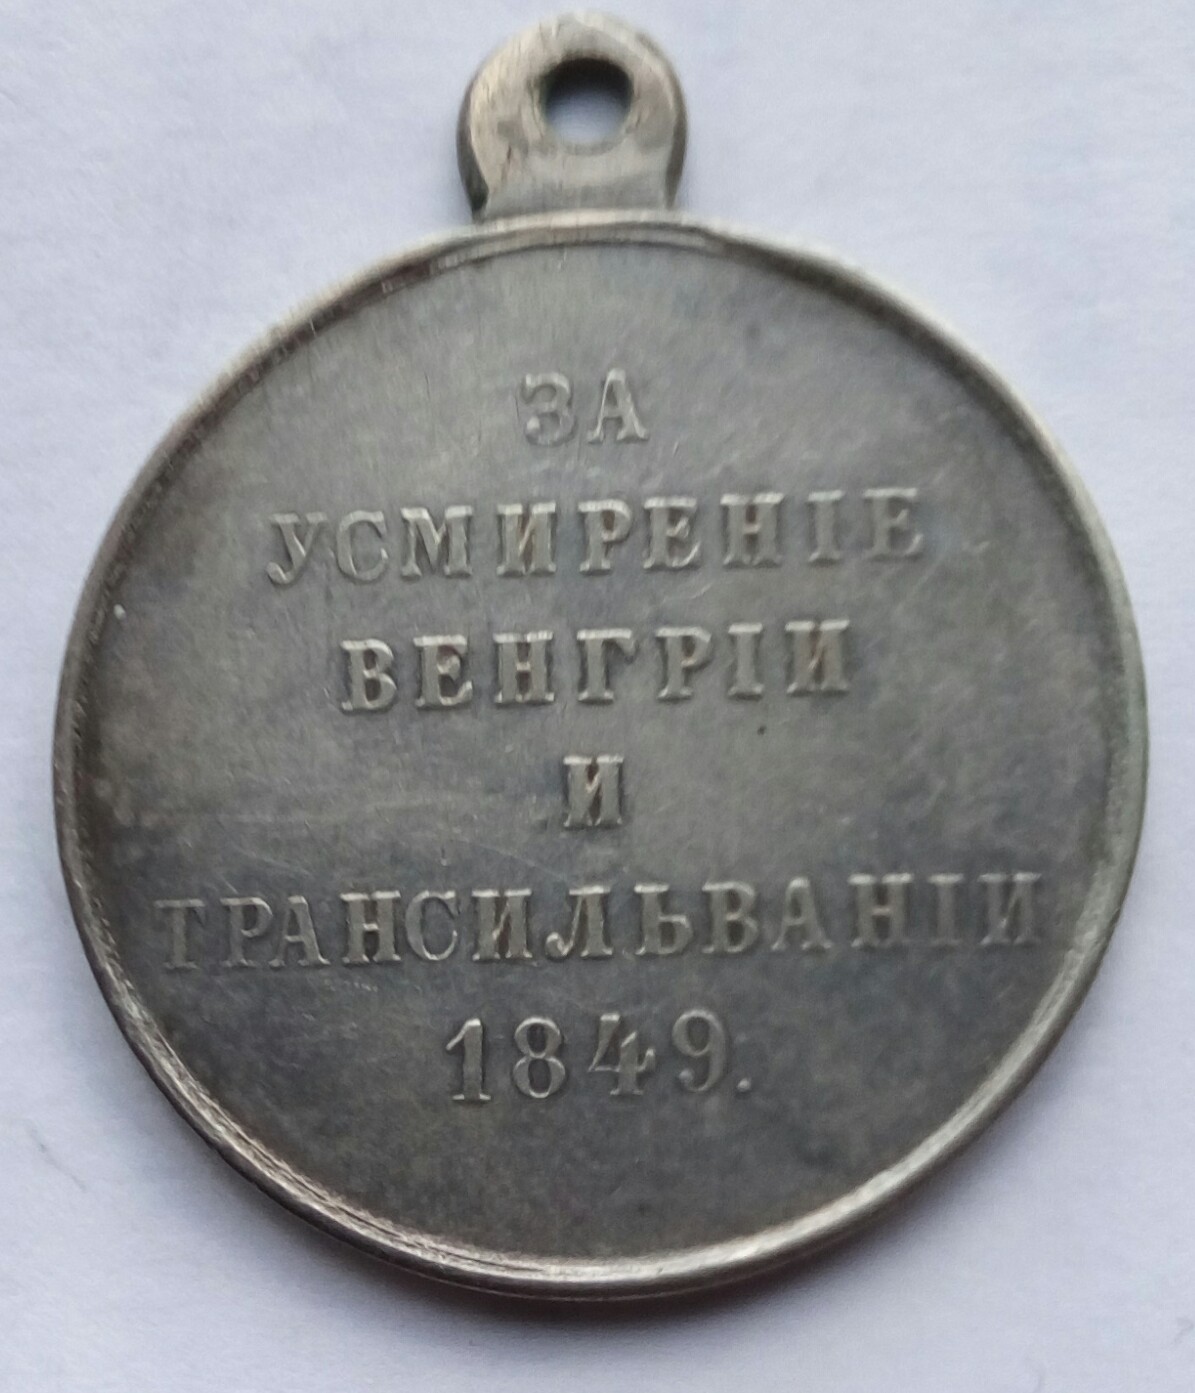 ЗА
УСМИРЕНІЕ
ВЕНГРІИ
И
ТРАНСИЛЬВАНІИ
1849.